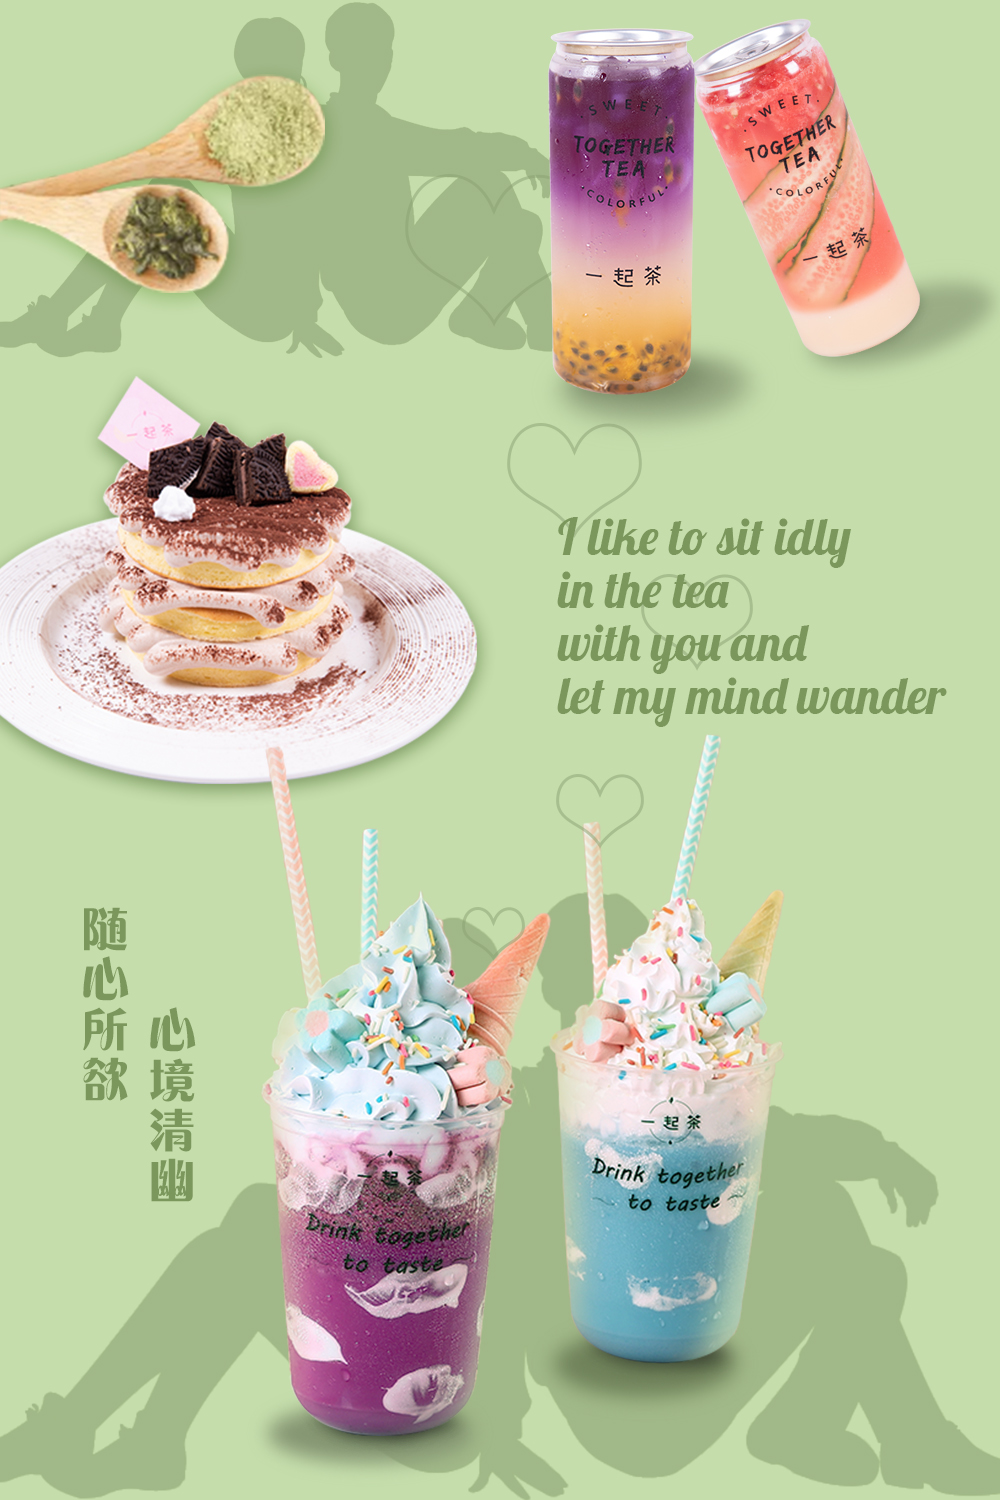 SWEET
TOGETHER
TEA
COLORFUL
一起茶
SWEET
TOGETHER
TEA
COLORFUL
一起茶
一起茶
I like to sit idly
in the tea
with you and
let my mind wander
随心所欲
心境清幽
一起茶
Drink together
to taste
一起茶
Drink together
to taste